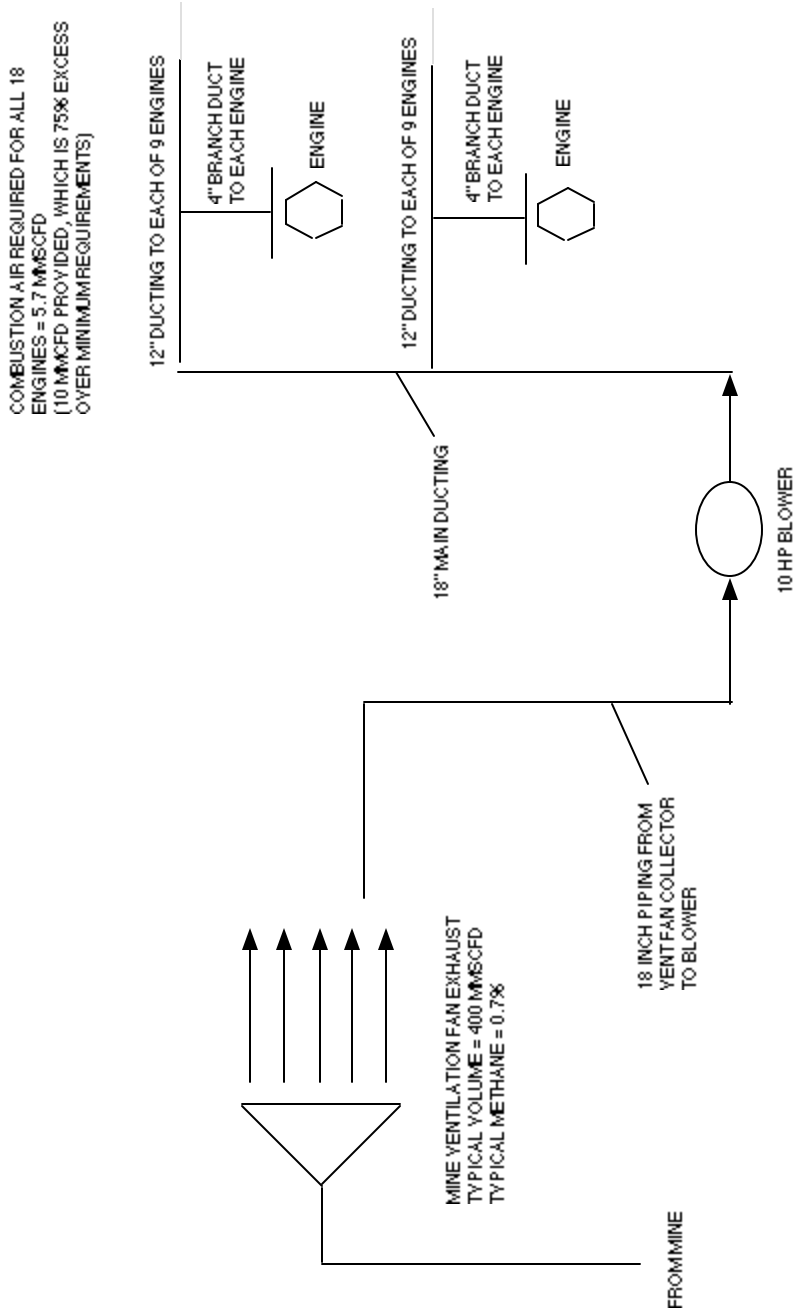 COMBUSTION AIR REQUIRED FOR ALL 18
ENGINES = 5.7 MMSCFD
(10 MMCFD PROVIDED, WHICH IS 75% EXCESS
OVER MINIMUM REQUIREMENTS)
12" DUCTING TO EACH OF 9 ENGINES
4" BRANCH DUCT
TO EACH ENGINE
ENGINE
12" DUCTING TO EACH OF 9 ENGINES
4" BRANCH DUCT
TO EACH ENGINE
ENGINE
18" MAIN DUCTING
10 HP BLOWER
18 INCH PIPING FROM
VENT FAN COLLECTOR
TO BLOWER
MINE VENTILATION FAN EXHAUST
TYPICAL VOLUME = 400 MMSCFD
TYPICAL METHANE = 0.7%
FROM MINE